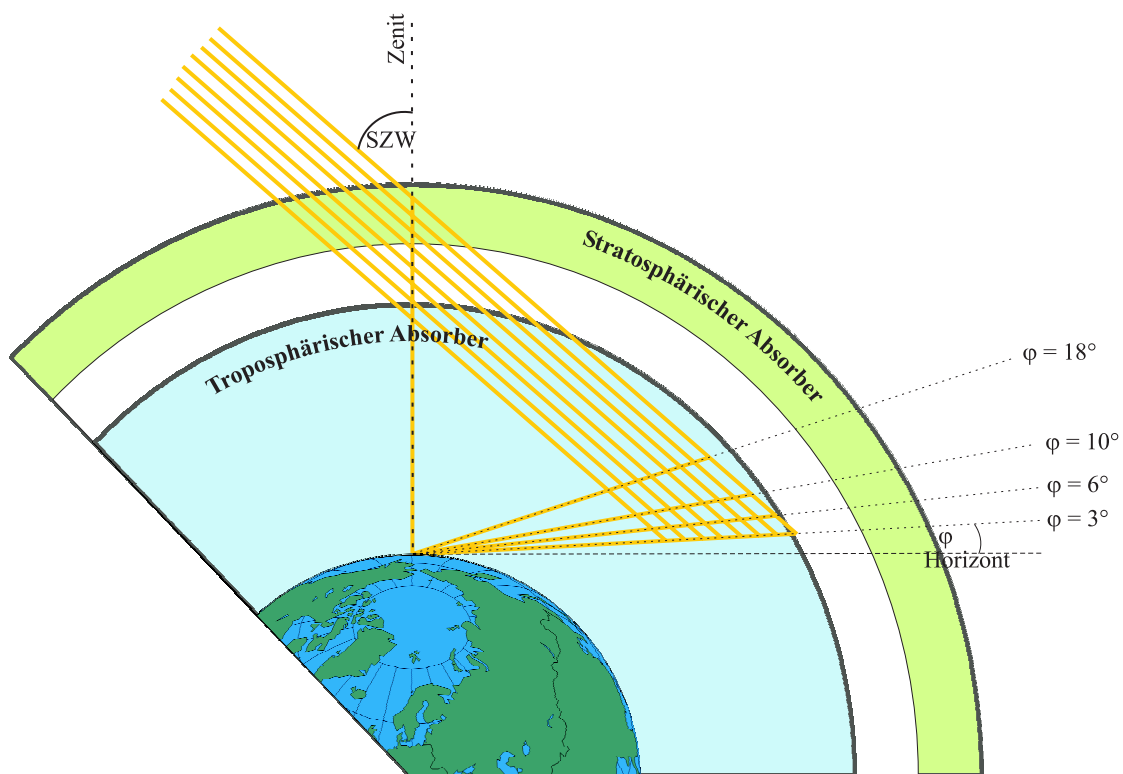 Zenit
SZW
Stratosphärischer Absorber
Troposphärischer Absorber
φ = 18°
φ = 10°
φ = 6°
φ = 3°
φ
Horizont